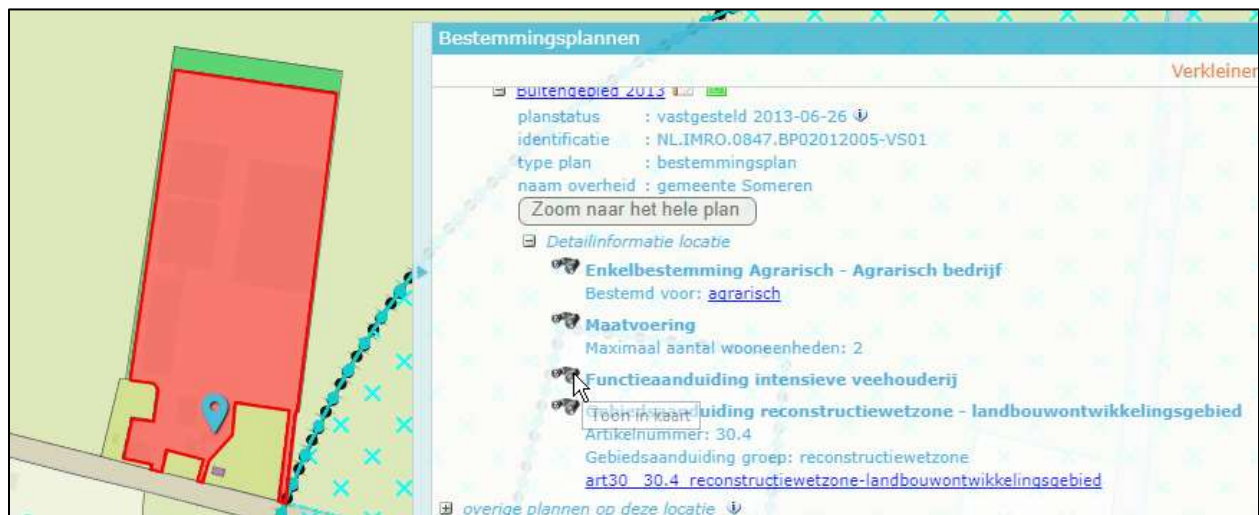 Bestemmingsplannen
Verkleinen
Buitengebied 2013
planstatus : vastgesteld 2013-06-26
identificatie : NL.IMRO.0847.BP02012005-VS01
type plan : bestemmingsplan
naam overheid : gemeente Someren
Zoom naar het hele plan
Detailinformatie locatie
Enkelbestemming Agrarisch - Agrarisch bedrijf
Bestemd voor: agrarisch
Maatvoering
Maximaal aantal wooneenheden: 2
Functieaanduiding intensieve veehouderij
Toon in kaart
uiding reconstructiewetzone - landbouwontwikkelingsgebied
Artikelnummer: 30.4
Gebiedsaanduiding groep: reconstructiewetzone
art30_30.4_reconstructiewetzone-landbouwontwikkelingsgebied
overige plannen op deze locatie